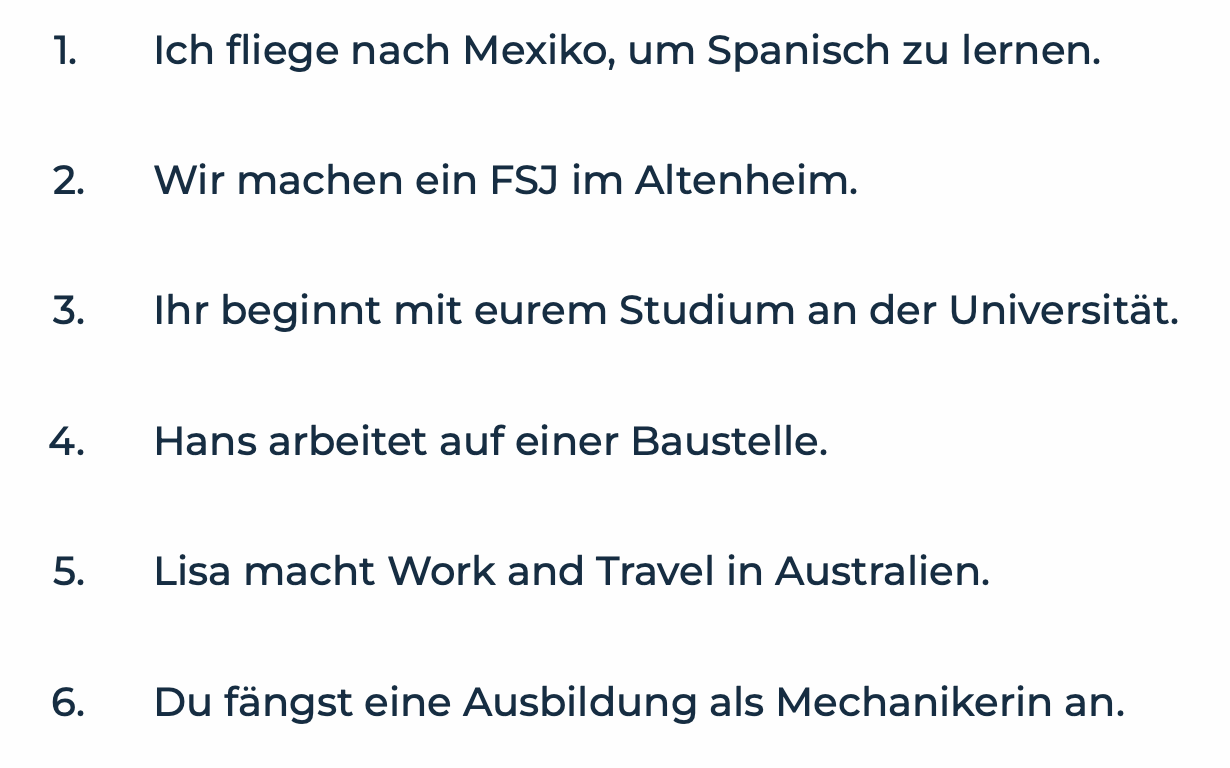 1. Ich fliege nach Mexiko, um Spanisch zu lernen.
2. Wir machen ein FSJ im Altenheim.
3. Ihr beginnt mit eurem Studium an der Universität.
4. Hans arbeitet auf einer Baustelle.
5. Lisa macht Work and Travel in Australien.
6. Du fängst eine Ausbildung als Mechanikerin an.